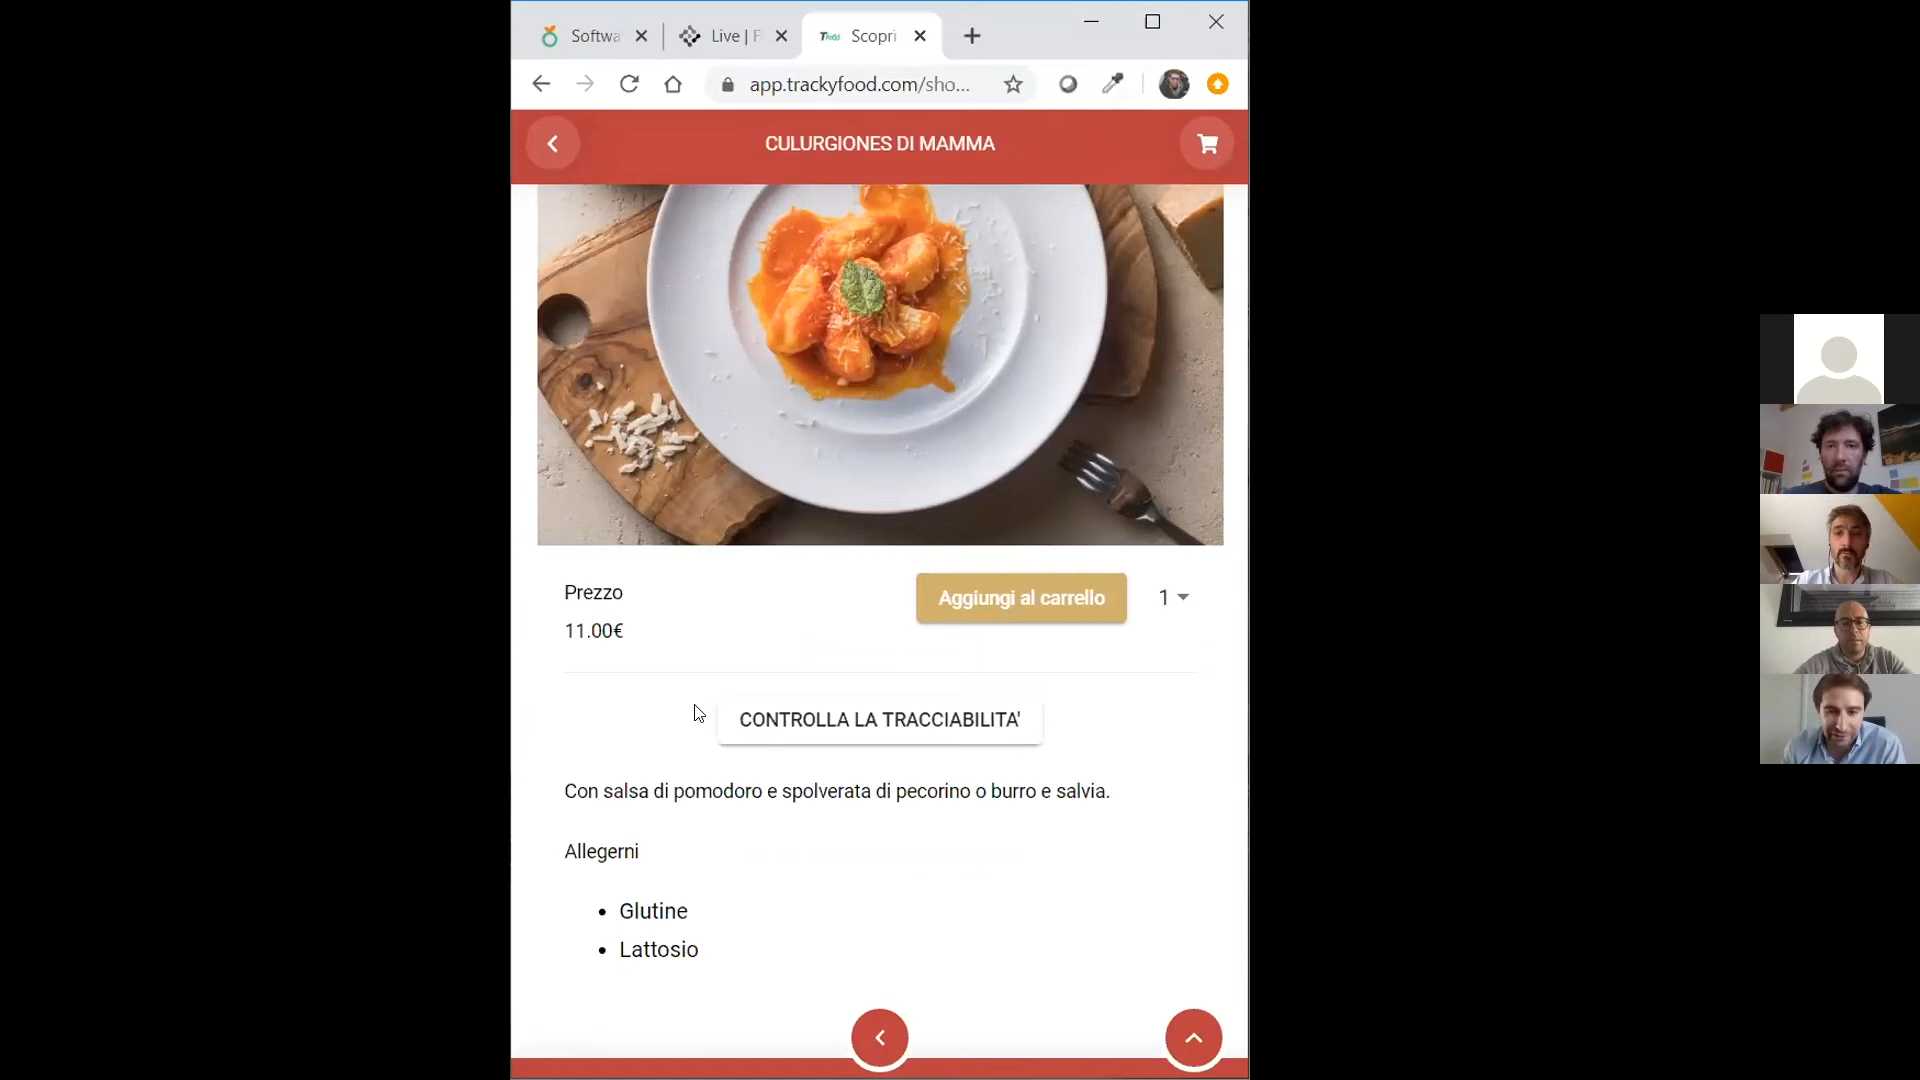 Softwa
Live | F
Scopri
app.trackyfood.com/sho...
CULURGIONES DI MAMMA
Prezzo
Aggiungi al carrello
1
11.00€
CONTROLLA LA TRACCIABILITA'
Con salsa di pomodoro e spolverata di pecorino o burro e salvia.
Allegerni
• Glutine
• Lattosio